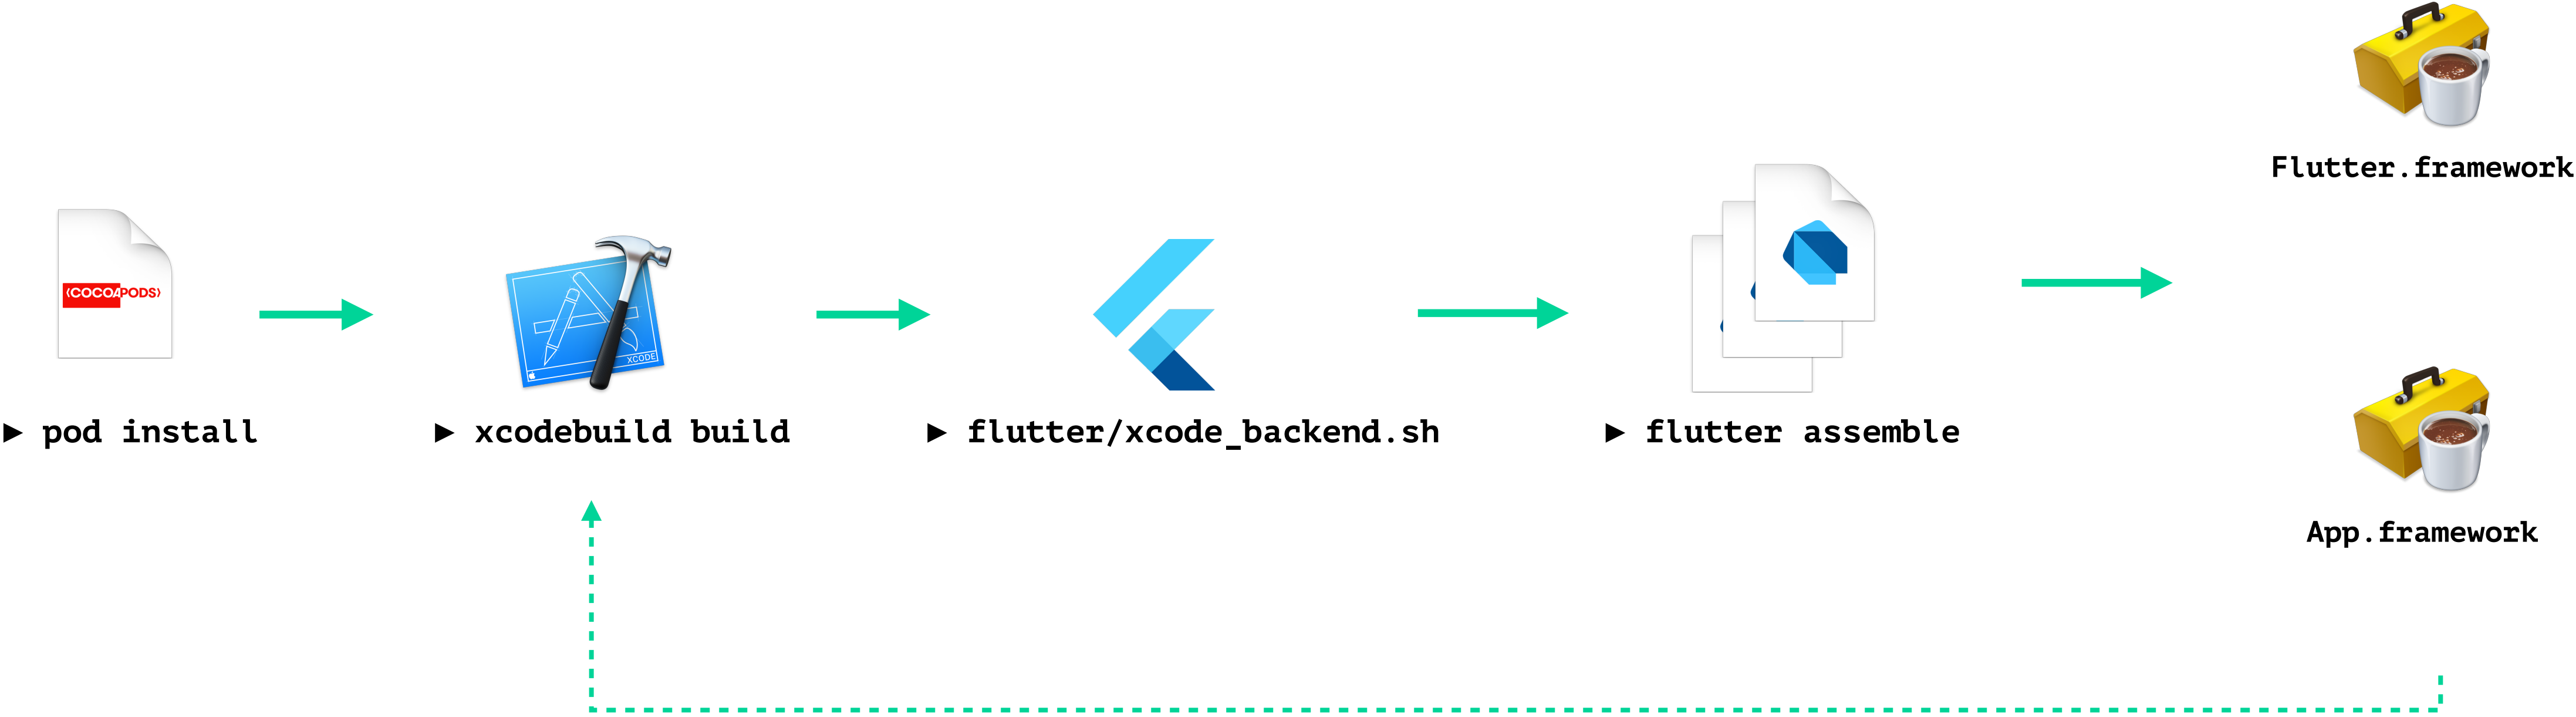 Flutter.framework
⟨COCOAPODS⟩
XCODE
▶ pod install
▶ xcodebuild build
▶ flutter/xcode_backend.sh
▶ flutter assemble
App.framework